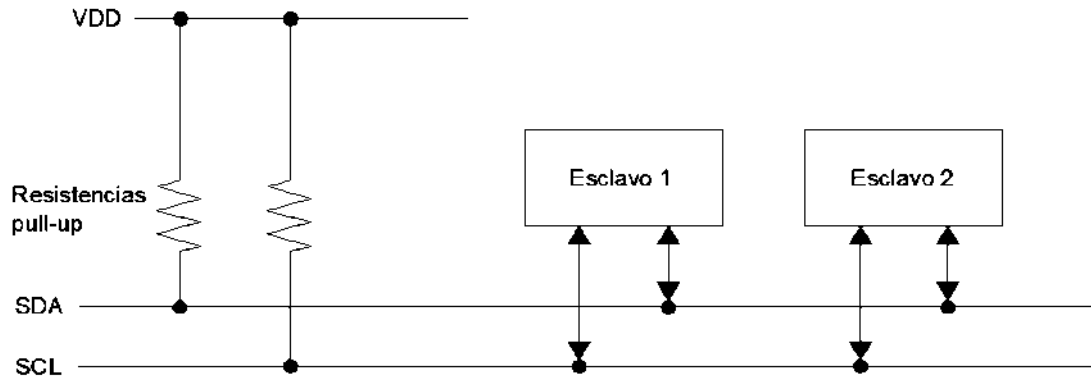 VDD
Esclavo 1
Esclavo 2
Resistencias
pull-up
SDA
SCL